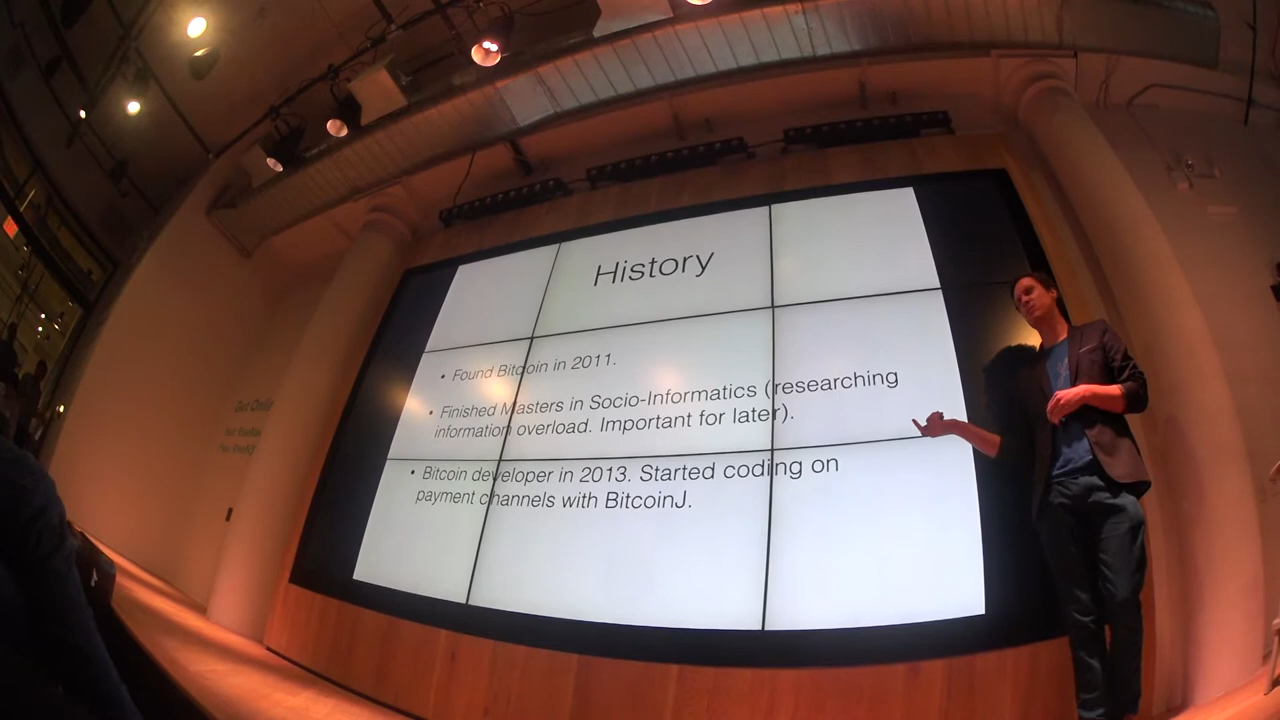 History
• Found Bitcoin in 2011.
• Finished Masters in Socio-Informatics (researching
information overload. Important for later).
• Bitcoin developer in 2013. Started coding on
payment channels with BitcoinJ.